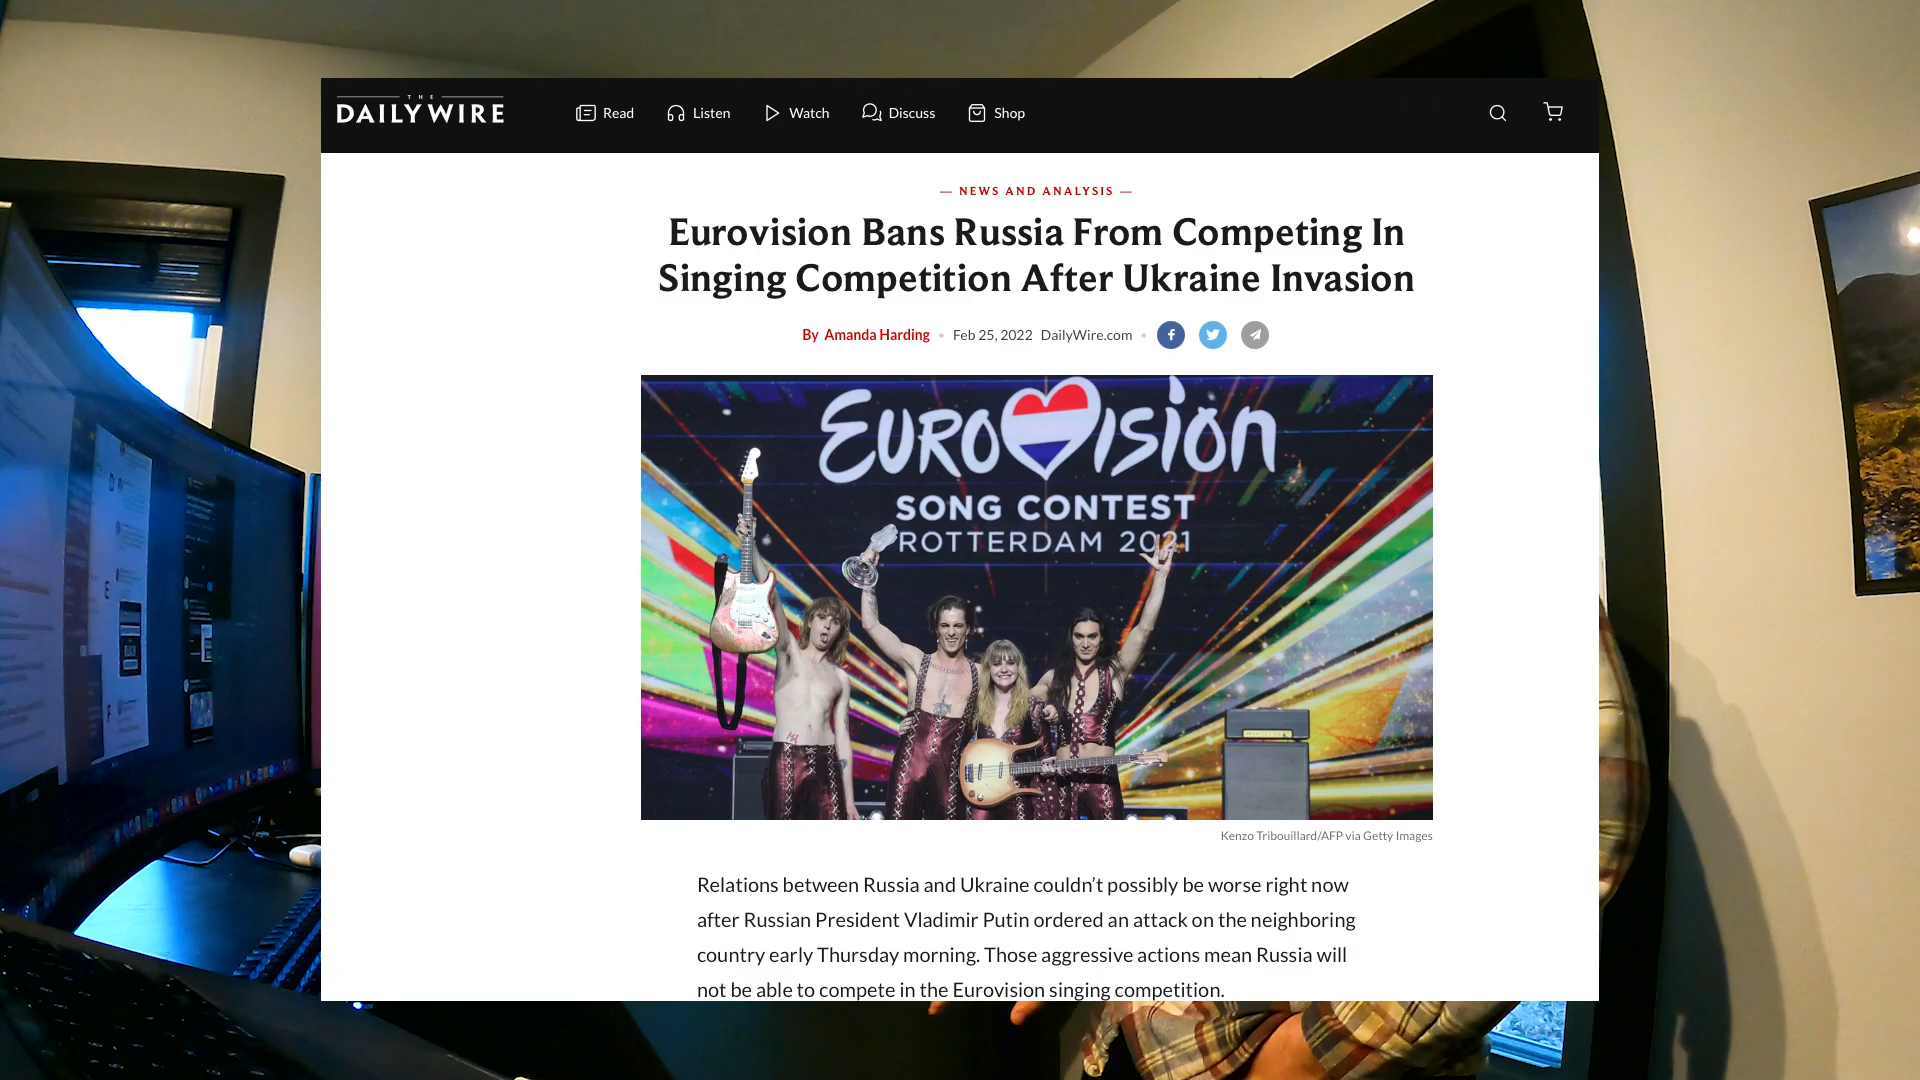 THE
DAILY WIRE
Read
Listen
Watch
Discuss
Shop
— NEWS AND ANALYSIS —
Eurovision Bans Russia From Competing In
Singing Competition After Ukraine Invasion
By Amanda Harding • Feb 25, 2022 DailyWire.com •
EUROVISION
SONG CONTEST
ROTTERDAM 2021
Kenzo Tribouillard/AFP via Getty Images
Relations between Russia and Ukraine couldn't possibly be worse right now
after Russian President Vladimir Putin ordered an attack on the neighboring
country early Thursday morning. Those aggressive actions mean Russia will
not be able to compete in the Eurovision singing competition.